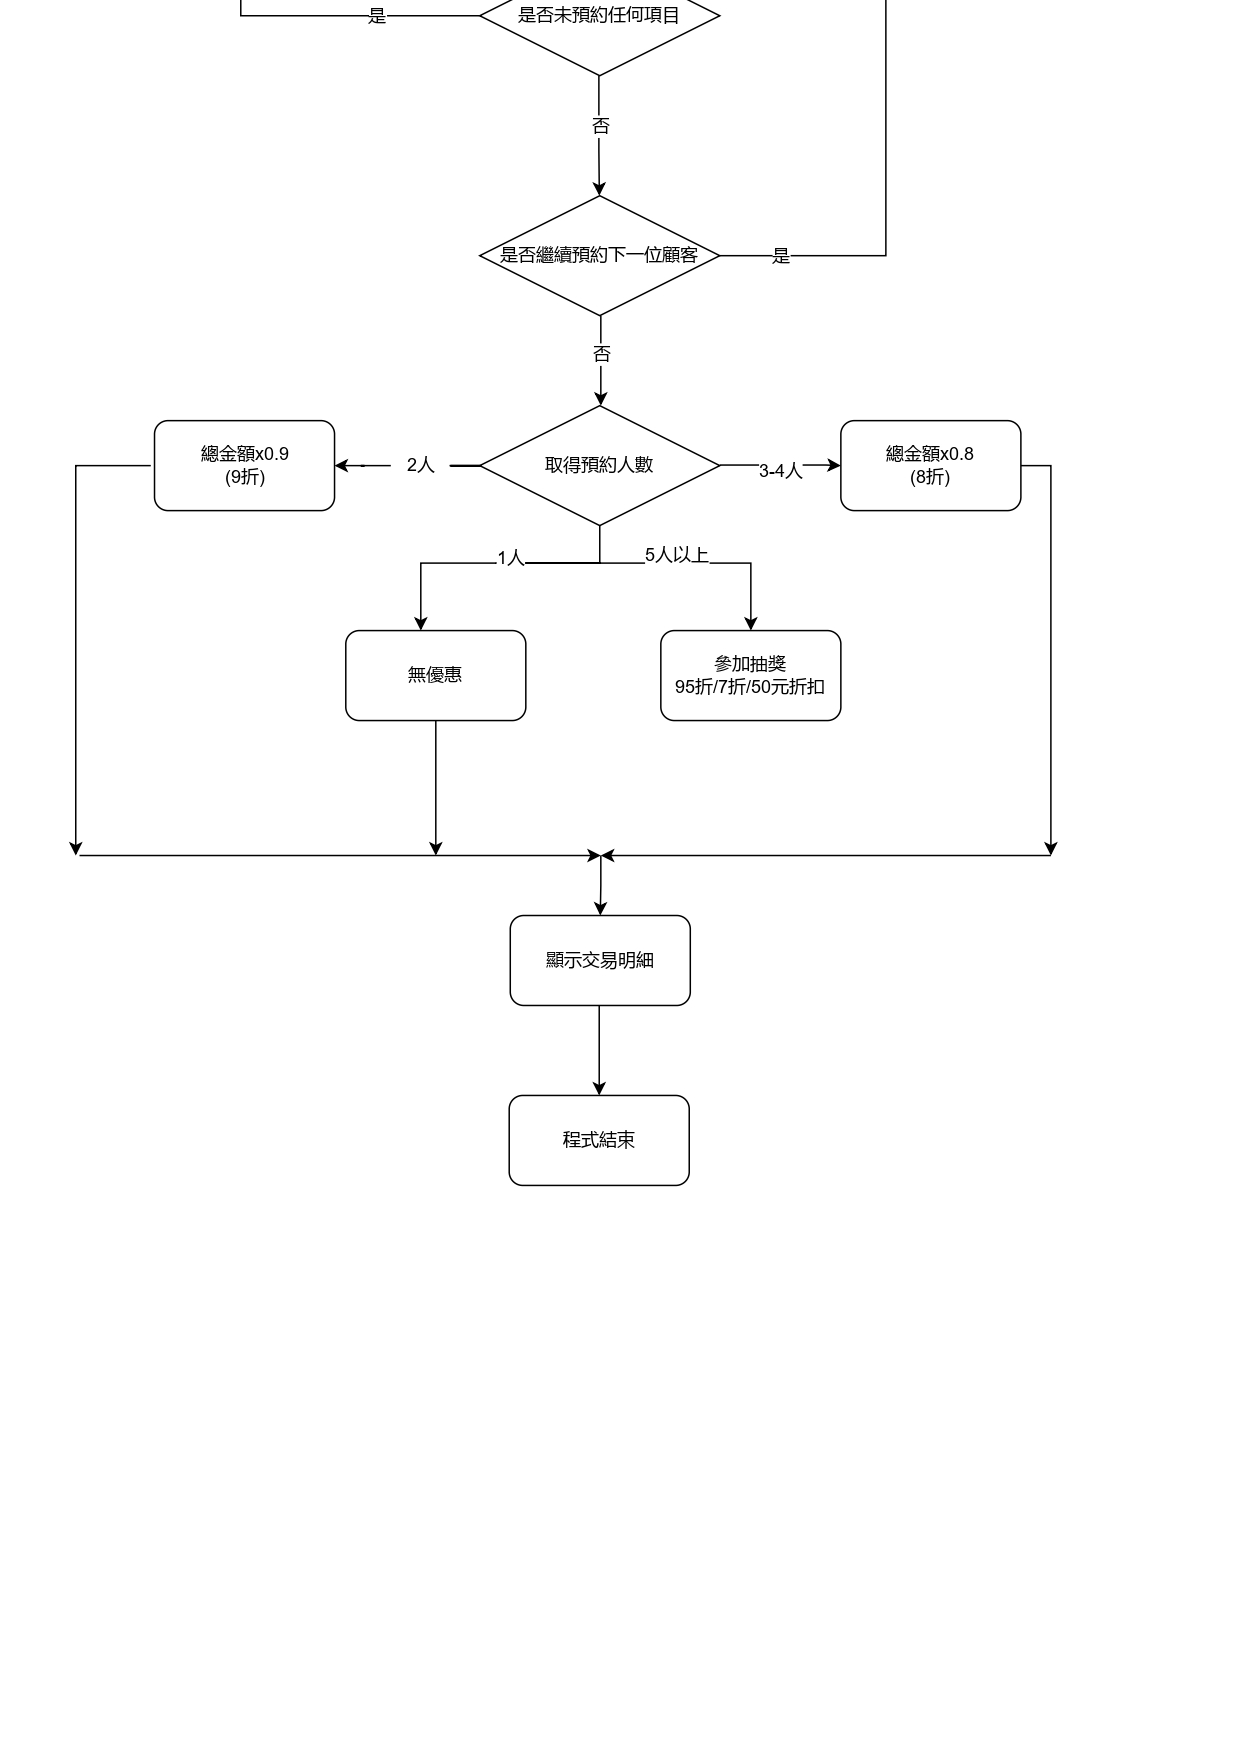 是否未預約任何項目
是
否
是否繼續預約下一位顧客
是
否
總金額x0.9
(9折)
2人
取得預約人數
3-4人
總金額x0.8
(8折)
1人
5人以上
無優惠
參加抽獎
95折/7折/50元折扣
顯示交易明細
程式結束